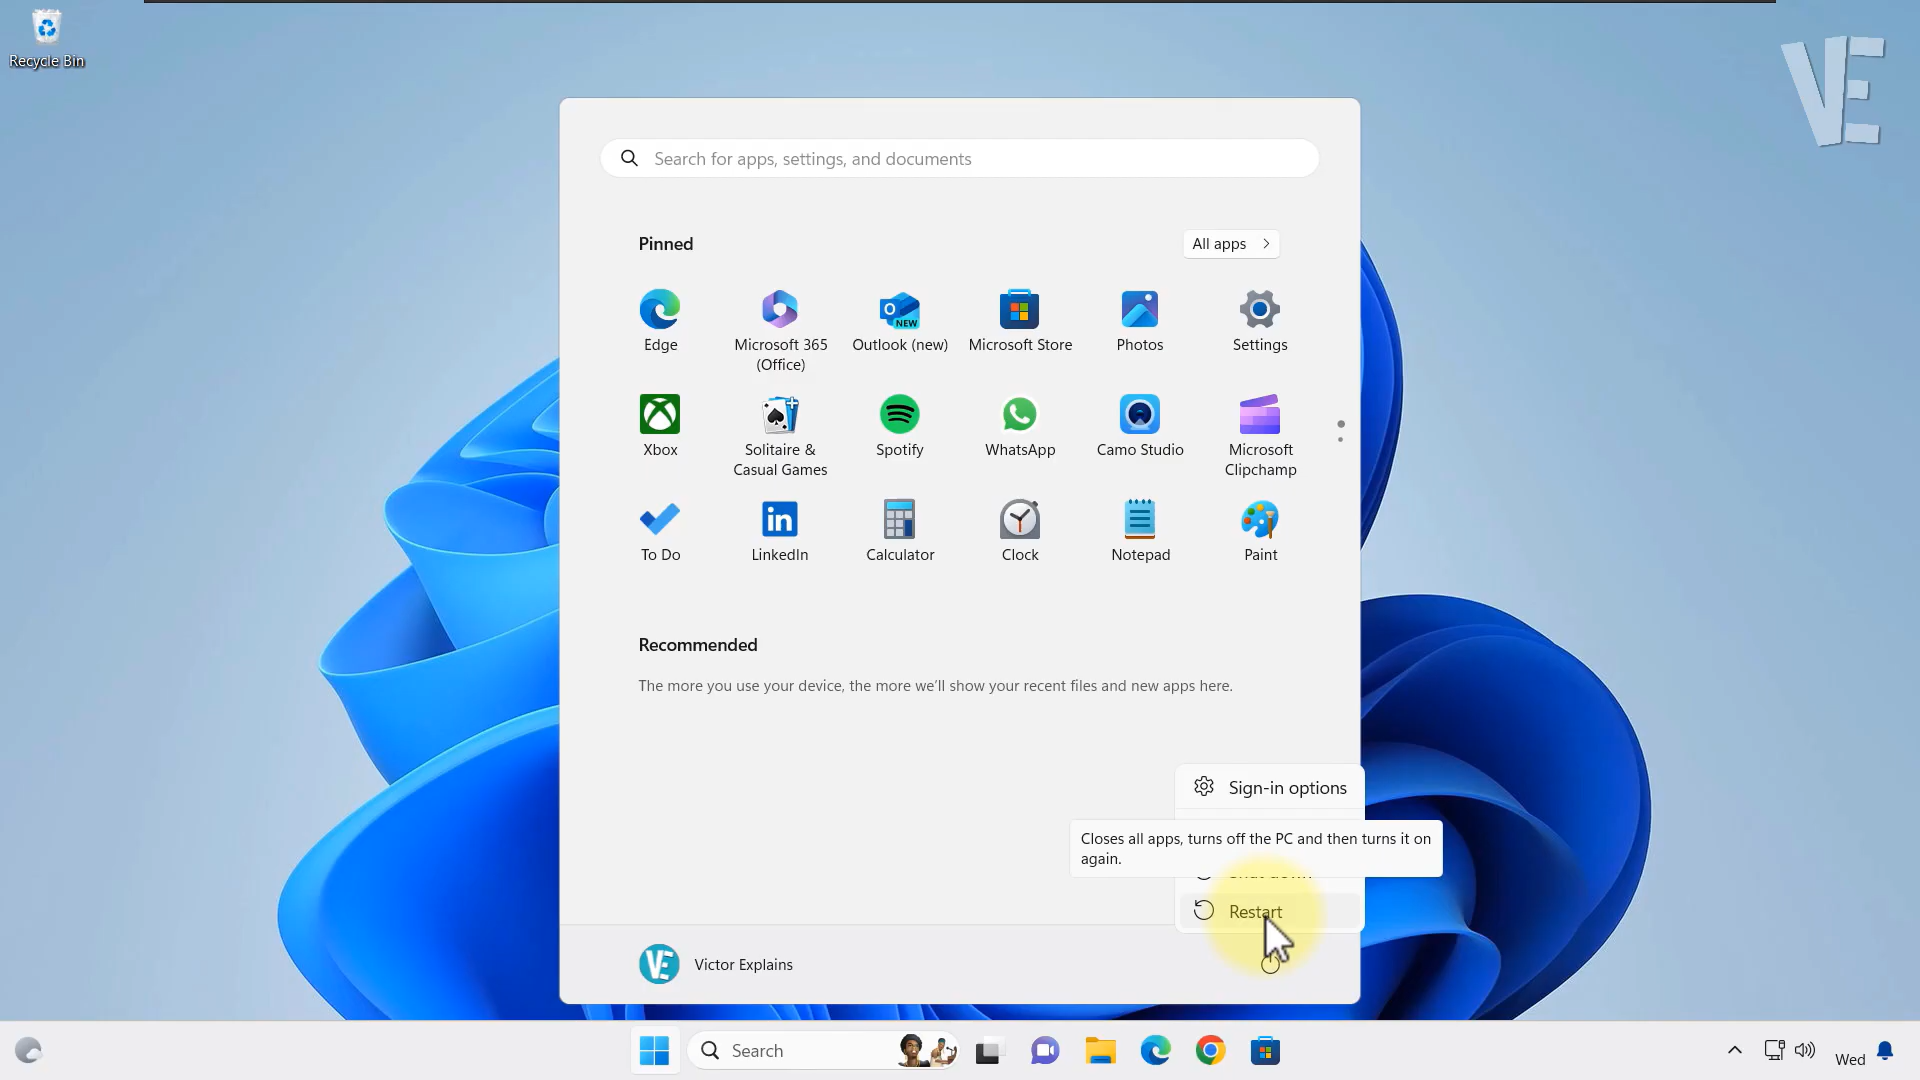 Recycle Bin
VE
Search for apps, settings, and documents
Pinned
All apps
Edge
Microsoft 365
(Office)
Outlook (new)
Microsoft Store
Photos
Settings
Xbox
Solitaire &
Casual Games
Spotify
WhatsApp
Camo Studio
Microsoft
Clipchamp
To Do
LinkedIn
Calculator
Clock
Notepad
Paint
Recommended
The more you use your device, the more we'll show your recent files and new apps here.
Sign-in options
Closes all apps, turns off the PC and then turns it on
again.
Shut down
Restart
VE
Victor Explains
Search
Wed